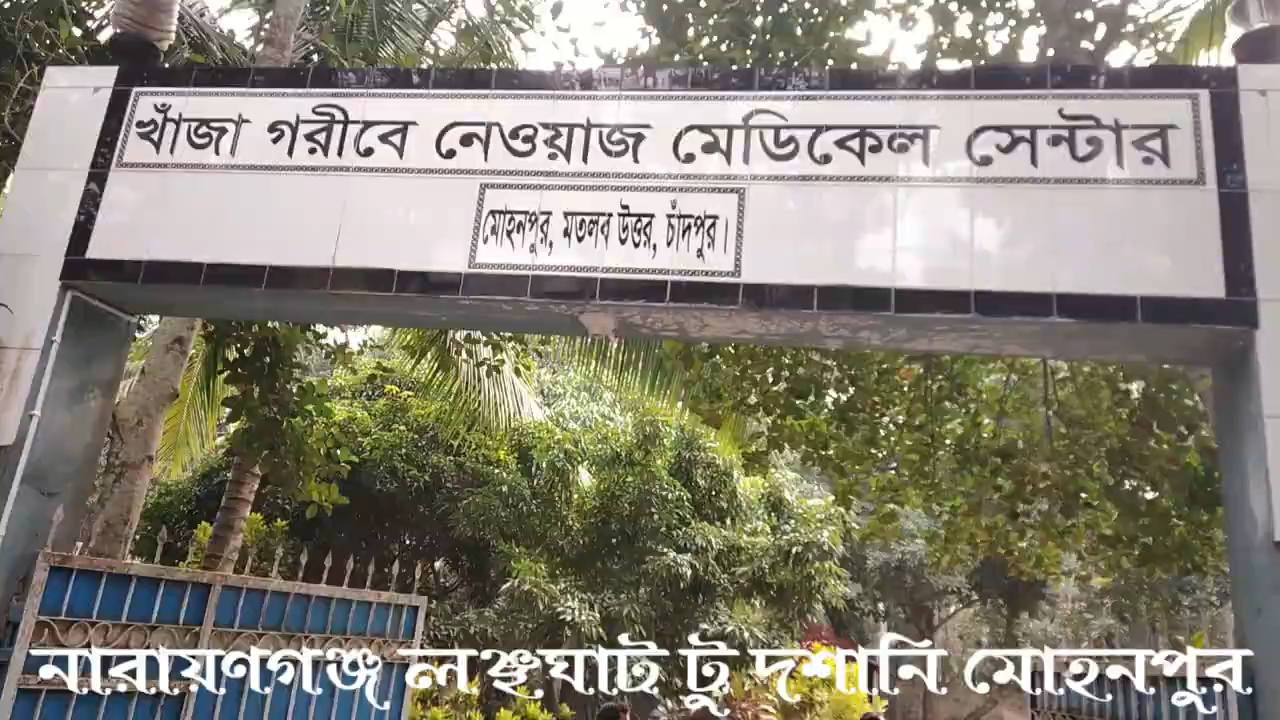 খাঁজা গরীবে নেওয়াজ মেডিকেল সেন্টার
মোহনপুর, মতলব উত্তর, চাঁদপুর।
নারায়ণগঞ্জ লঞ্চঘাট টু দশানি মোহনপুর